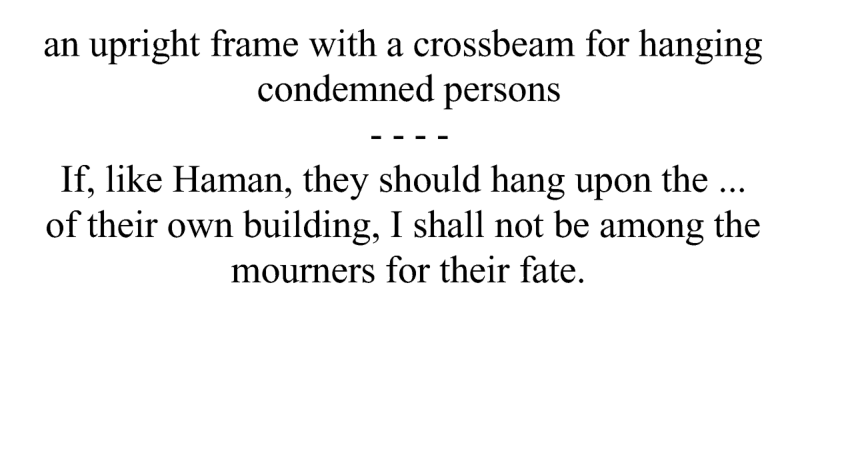 an upright frame with a crossbeam for hanging
condemned persons
- - - -
If, like Haman, they should hang upon the ...
of their own building, I shall not be among the
mourners for their fate.